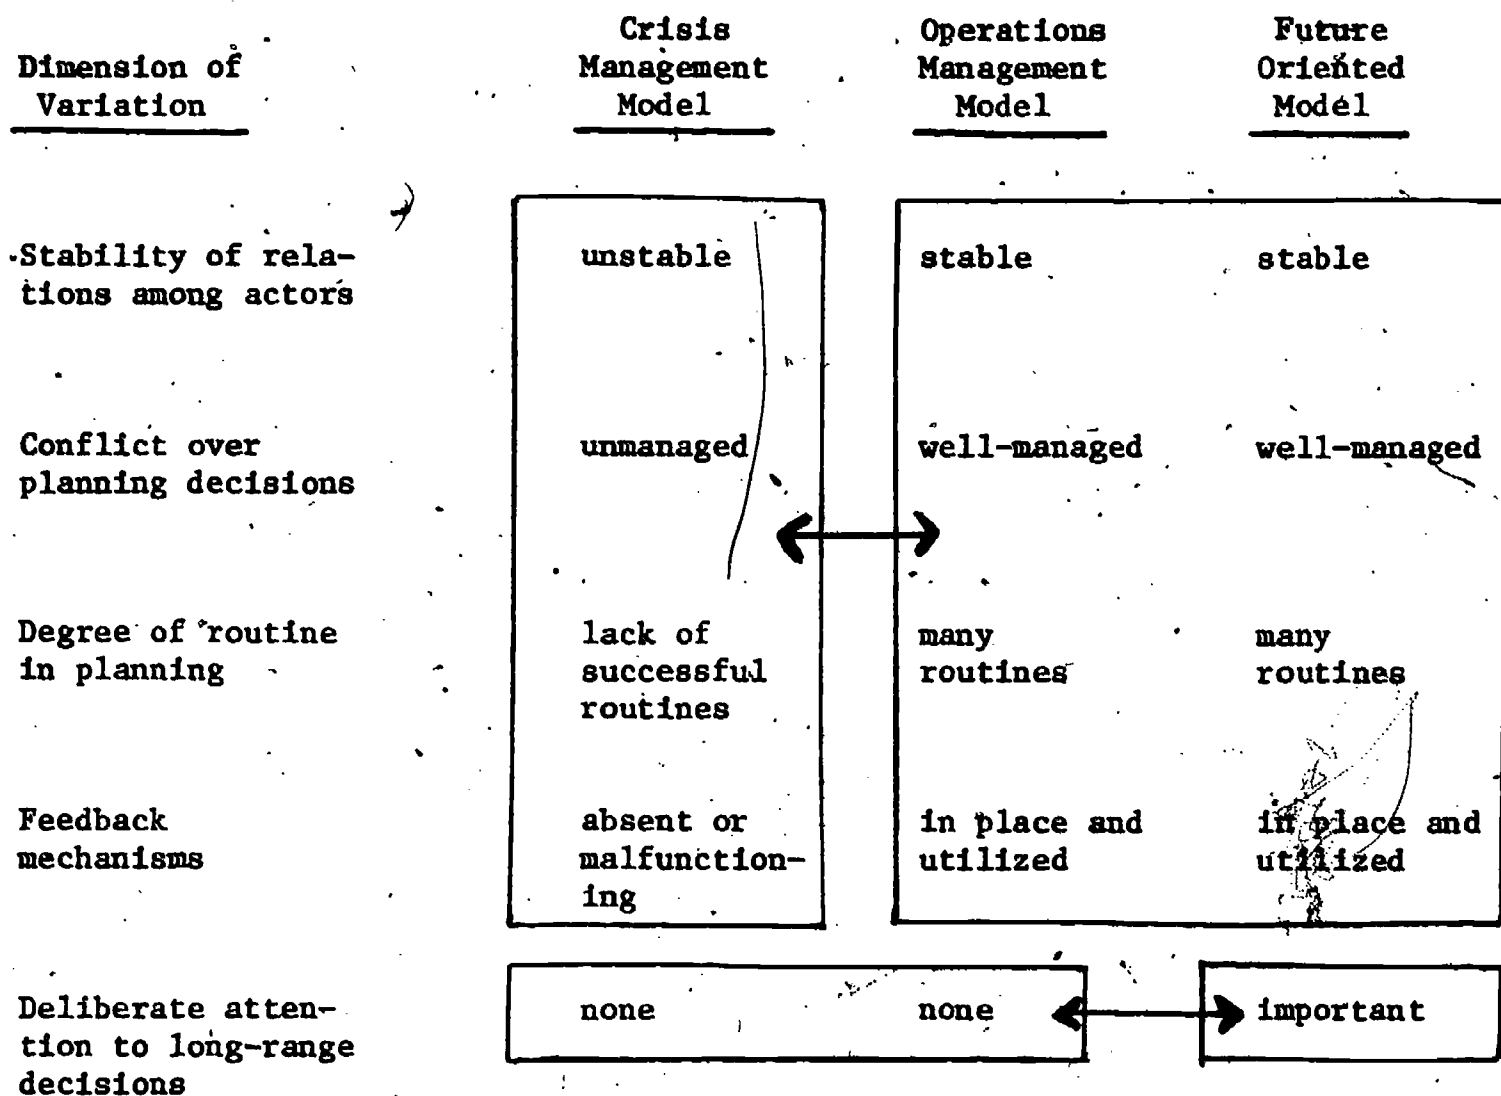 Dimension of Variation
Crisis Management Model
Operations Management Model
Future Oriented Model
Stability of rela-
tions among actors
unstable
stable
stable
Conflict over
planning decisions
unmanaged
well-managed
well-managed
Degree of routine
in planning
lack of
successful
routines
many
routines
many
routines
Feedback
mechanisms
absent or
malfunction-
ing
in place and
utilized
in place and
utilized
Deliberate atten-
tion to long-range
decisions
none
none
important